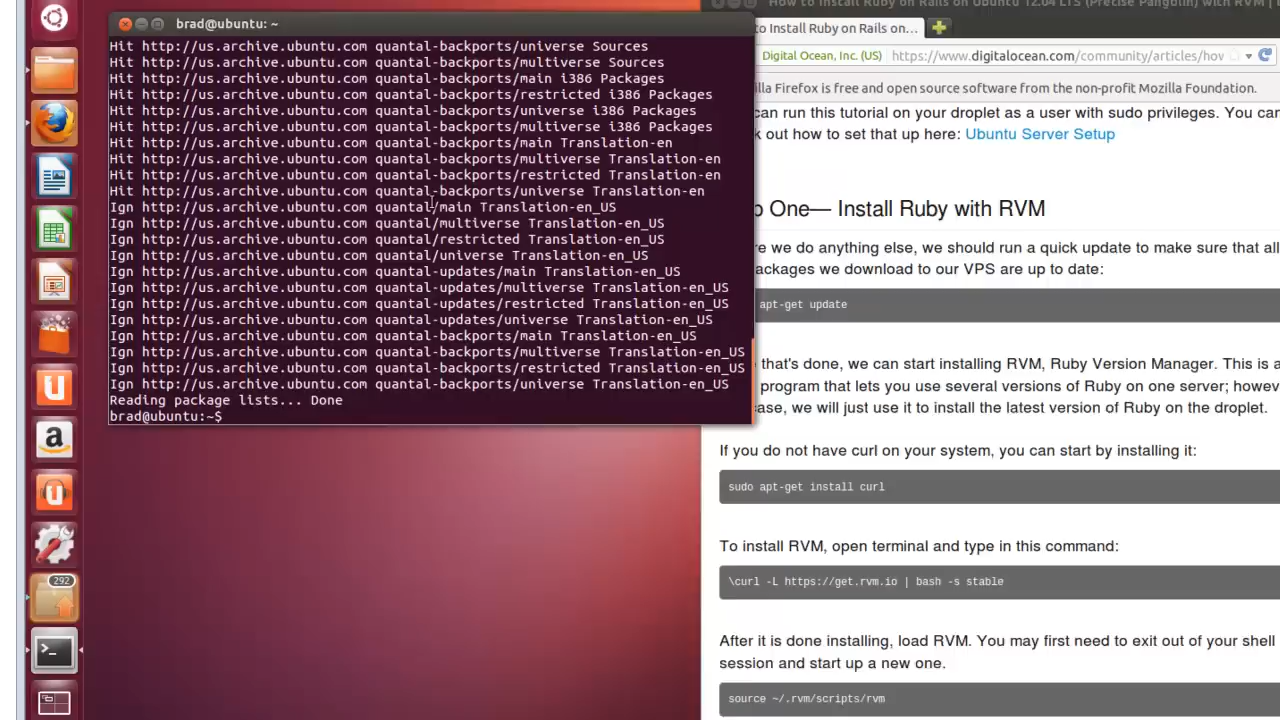 brad@ubuntu: ~
Hit http://us.archive.ubuntu.com quantal-backports/universe Sources
Hit http://us.archive.ubuntu.com quantal-backports/multiverse Sources
Hit http://us.archive.ubuntu.com quantal-backports/main i386 Packages
Hit http://us.archive.ubuntu.com quantal-backports/restricted i386 Packages
Hit http://us.archive.ubuntu.com quantal-backports/universe i386 Packages
Hit http://us.archive.ubuntu.com quantal-backports/multiverse i386 Packages
Hit http://us.archive.ubuntu.com quantal-backports/main Translation-en
Hit http://us.archive.ubuntu.com quantal-backports/multiverse Translation-en
Hit http://us.archive.ubuntu.com quantal-backports/restricted Translation-en
Hit http://us.archive.ubuntu.com quantal-backports/universe Translation-en
Ign http://us.archive.ubuntu.com quantal/main Translation-en_US
Ign http://us.archive.ubuntu.com quantal/multiverse Translation-en_US
Ign http://us.archive.ubuntu.com quantal/restricted Translation-en_US
Ign http://us.archive.ubuntu.com quantal/universe Translation-en_US
Ign http://us.archive.ubuntu.com quantal-updates/main Translation-en_US
Ign http://us.archive.ubuntu.com quantal-updates/multiverse Translation-en_US
Ign http://us.archive.ubuntu.com quantal-updates/restricted Translation-en_US
Ign http://us.archive.ubuntu.com quantal-updates/universe Translation-en_US
Ign http://us.archive.ubuntu.com quantal-backports/main Translation-en_US
Ign http://us.archive.ubuntu.com quantal-backports/multiverse Translation-en_US
Ign http://us.archive.ubuntu.com quantal-backports/restricted Translation-en_US
Ign http://us.archive.ubuntu.com quantal-backports/universe Translation-en_US
Reading package lists... Done
brad@ubuntu:~$
292
How to Install Ruby on Rails on Ubuntu 12.04 LTS (Precise Pangolin) with RVM |
to Install Ruby on Rails on...
Digital Ocean, Inc. (US) https://www.digitalocean.com/community/articles/hov
lla Firefox is free and open source software from the non-profit Mozilla Foundation.
can run this tutorial on your droplet as a user with sudo privileges. You can
k out how to set that up here: Ubuntu Server Setup
p One— Install Ruby with RVM
re we do anything else, we should run a quick update to make sure that all
ackages we download to our VPS are up to date:
apt-get update
that's done, we can start installing RVM, Ruby Version Manager. This is a
program that lets you use several versions of Ruby on one server; howev
case, we will just use it to install the latest version of Ruby on the droplet.
If you do not have curl on your system, you can start by installing it:
sudo apt-get install curl
To install RVM, open terminal and type in this command:
\curl -L https://get.rvm.io | bash -s stable
After it is done installing, load RVM. You may first need to exit out of your shell
session and start up a new one.
source ~/.rvm/scripts/rvm